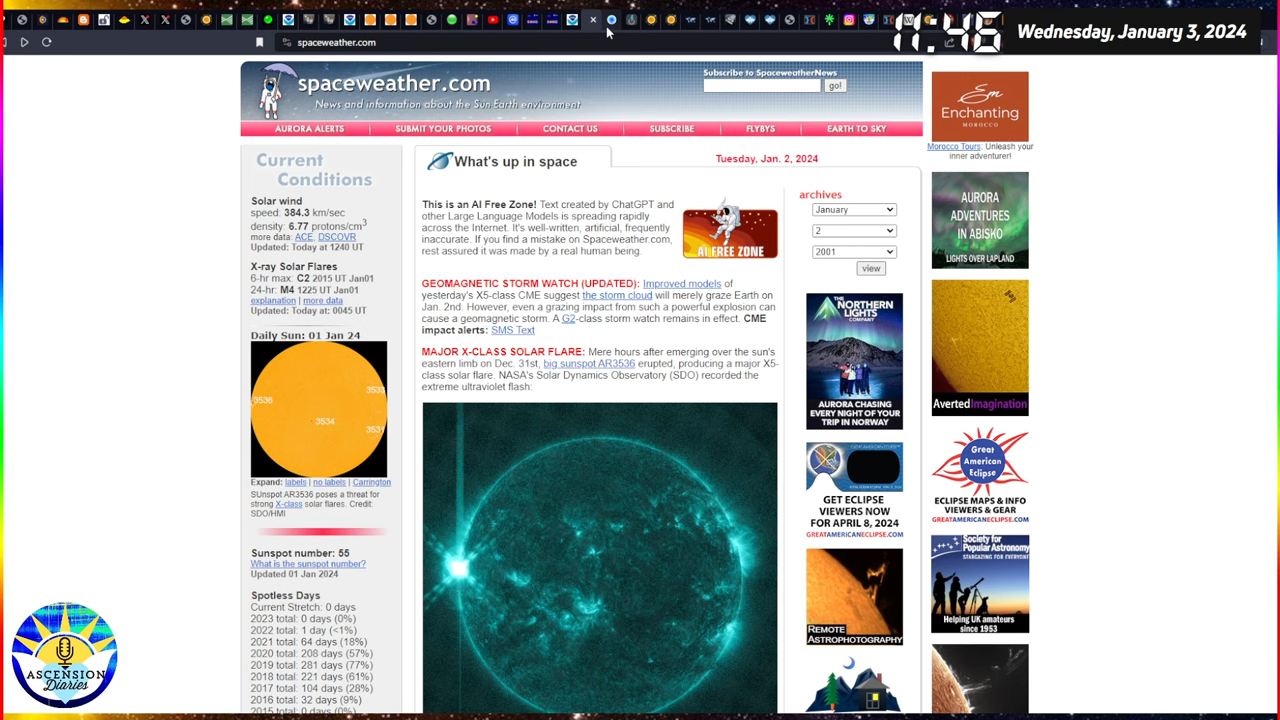 11:46
Wednesday, January 3, 2024
spaceweather.com
spaceweather.com
News and information about the Sun-Earth environment
Subscribe to SpaceweatherNews
go!
AURORA ALERTS
SUBMIT YOUR PHOTOS
CONTACT US
SUBSCRIBE
FLYBYS
EARTH TO SKY
Current
Conditions
Solar wind
speed: 384.3 km/sec
density: 6.77 protons/cm3
more data: ACE, DSCOVR
Updated: Today at 1240 UT
X-ray Solar Flares
6-hr max: C2 2015 UT Jan01
24-hr: M4 1225 UT Jan01
explanation | more data
Updated: Today at: 0045 UT
Daily Sun: 01 Jan 24
3536
3534
Expand: labels | no labels | Carrington
SUnspot AR3536 poses a threat for
strong X-class solar flares. Credit:
SDO/HMI
Sunspot number: 55
What is the sunspot number?
Updated 01 Jan 2024
Spotless Days
Current Stretch: 0 days
2023 total: 0 days (0%)
2022 total: 1 day (<1%)
2021 total: 64 days (18%)
2020 total: 208 days (57%)
2019 total: 281 days (77%)
2018 total: 221 days (61%)
2017 total: 104 days (28%)
2016 total: 32 days (9%)
2015 total: 0 days (0%)
What's up in space
Tuesday, Jan. 2, 2024
This is an AI Free Zone! Text created by ChatGPT and
other Large Language Models is spreading rapidly
across the Internet. It's well-written, artificial, frequently
inaccurate. If you find a mistake on Spaceweather.com,
rest assured it was made by a real human being.
AI FREE ZONE
GEOMAGNETIC STORM WATCH (UPDATED): Improved models of
yesterday's X5-class CME suggest the storm cloud will merely graze Earth on
Jan. 2nd. However, even a grazing impact from such a powerful explosion can
cause a geomagnetic storm. A G2-class storm watch remains in effect. CME
impact alerts: SMS Text
MAJOR X-CLASS SOLAR FLARE: Mere hours after emerging over the sun's
eastern limb on Dec. 31st, big sunspot AR3536 erupted, producing a major X5-
class solar flare. NASA's Solar Dynamics Observatory (SDO) recorded the
extreme ultraviolet flash:
archives
January
2
2001
view
THE
NORTHERN
LIGHTS
COMPANY
AURORA CHASING
EVERY NIGHT OF YOUR
TRIP IN NORWAY
GET ECLIPSE
VIEWERS NOW
FOR APRIL 8, 2024
GREATAMERICANECLIPSE.COM
REMOTE
ASTROPHOTOGRAPHY
Em
Enchanting
MOROCCO
Morocco Tours: Unleash your
inner adventurer!
AURORA
ADVENTURES
IN ABISKO
LIGHTS OVER LAPLAND
AvertedImagination
Great
American
Eclipse
ECLIPSE MAPS & INFO
VIEWERS & GEAR
GREATAMERICANECLIPSE.COM
Society for
Popular Astronomy
STARGAZING FOR EVERYONE
Helping UK amateurs
since 1953
ASCENSION
Diaries